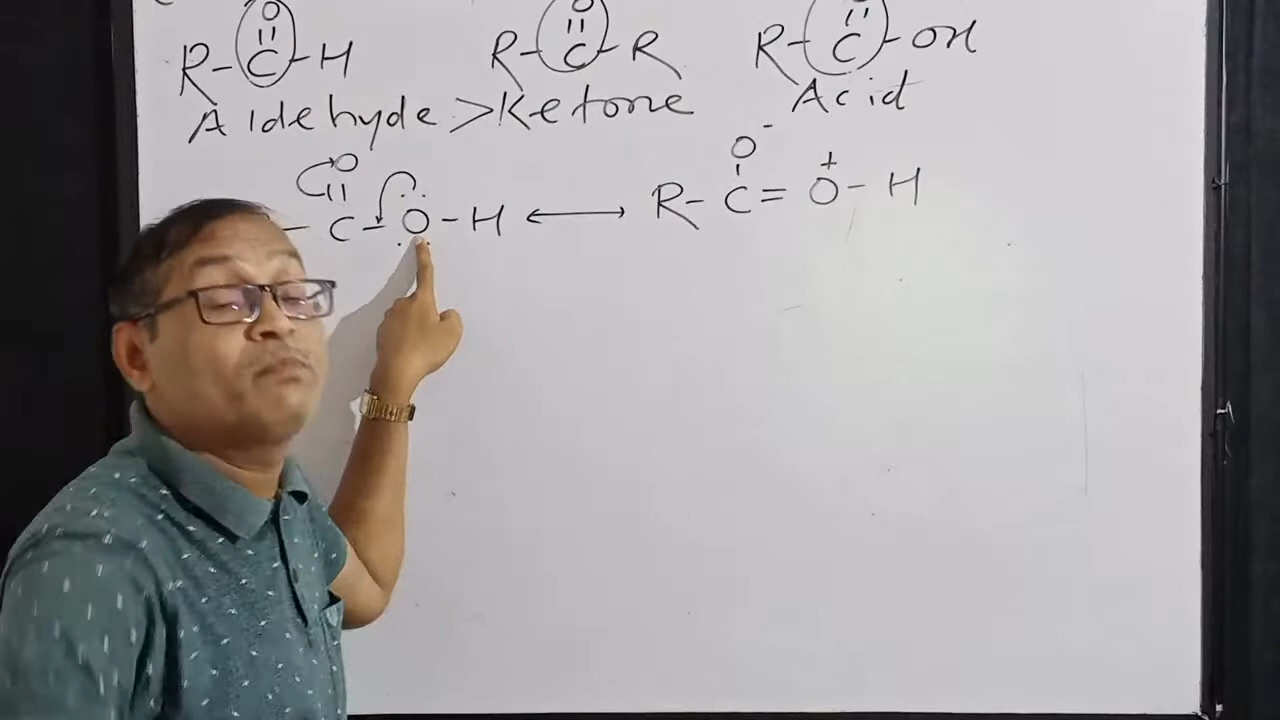 O O O
|| || ||
R-C-H R-C-R R-C-OH
Aldehyde > Ketone Acid
O O⁻
|| |
-C-Ö-H ⟷ R-C=O⁺-H